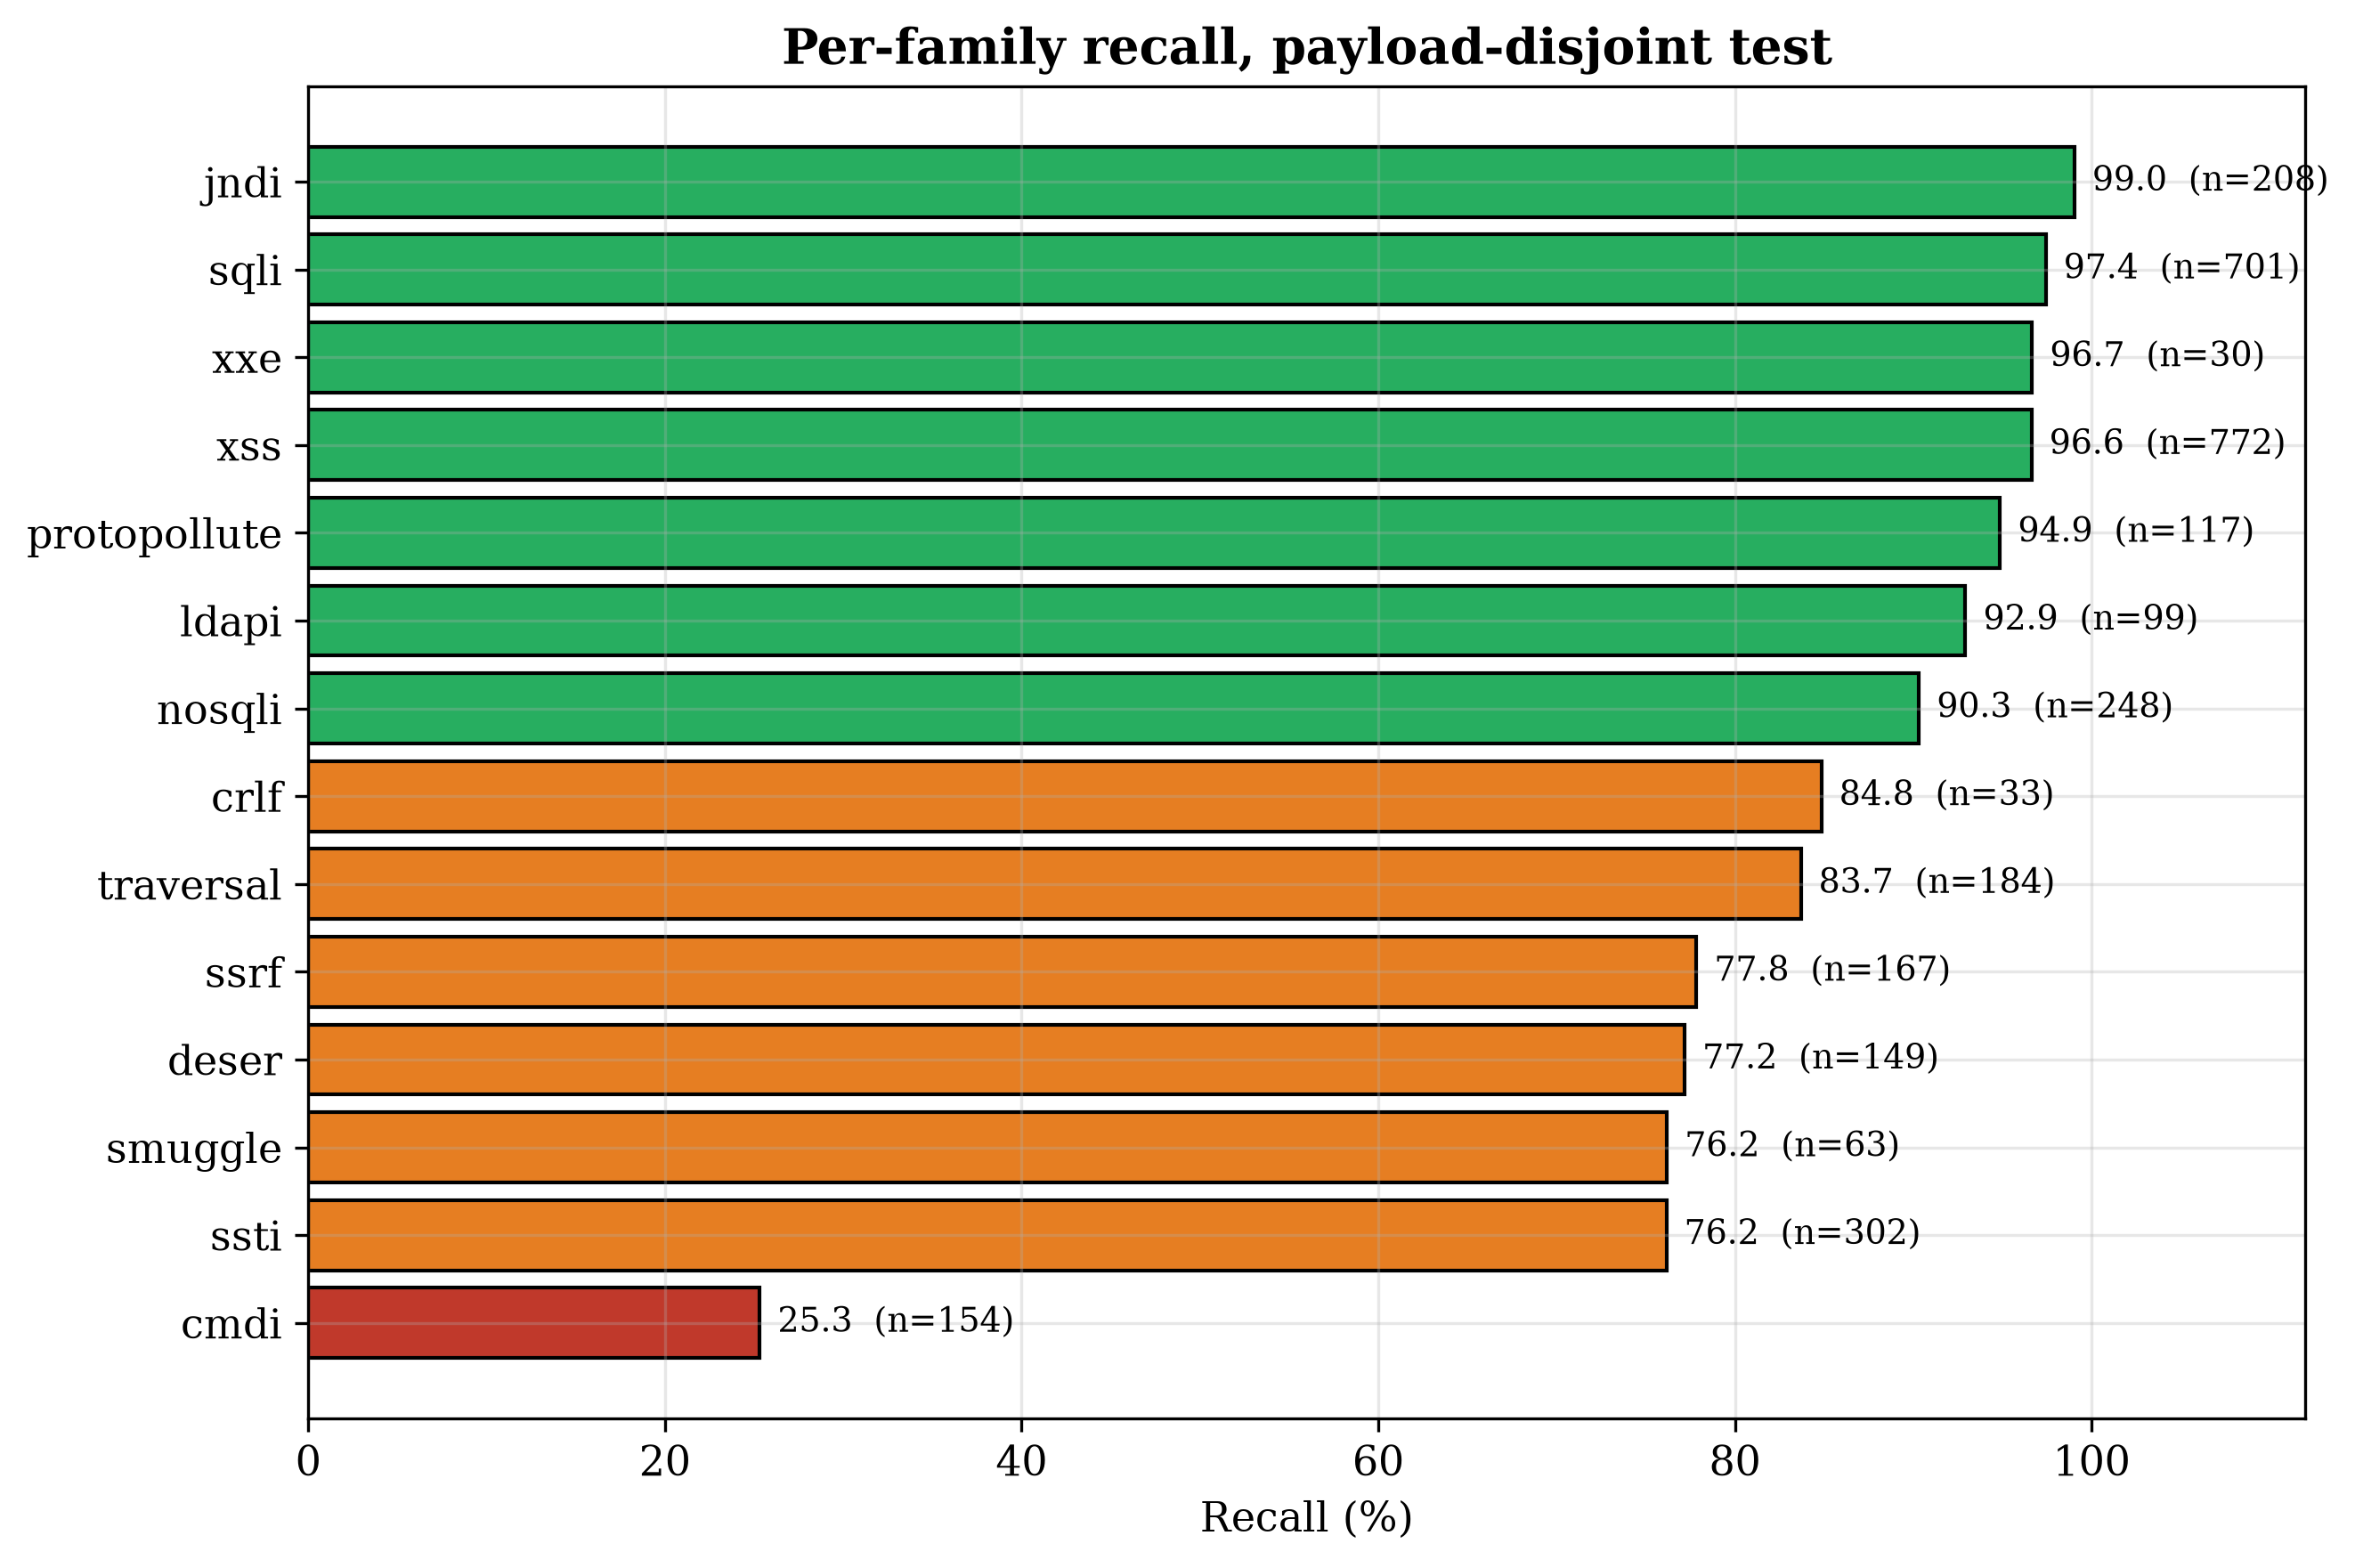 Per-family recall, payload-disjoint test
jndi 99.0 (n=208)
sqli 97.4 (n=701)
xxe 96.7 (n=30)
xss 96.6 (n=772)
protopollute 94.9 (n=117)
ldapi 92.9 (n=99)
nosqli 90.3 (n=248)
crlf 84.8 (n=33)
traversal 83.7 (n=184)
ssrf 77.8 (n=167)
deser 77.2 (n=149)
smuggle 76.2 (n=63)
ssti 76.2 (n=302)
cmdi 25.3 (n=154)
0 20 40 60 80 100
Recall (%)